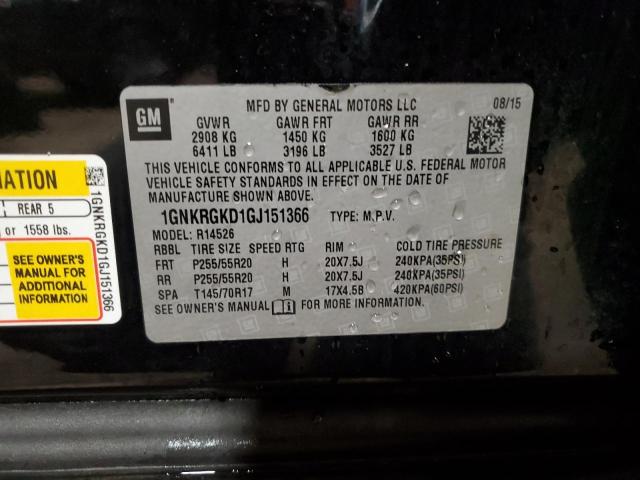 MFD BY GENERAL MOTORS LLC 08/15
GM
GVWR GAWR FRT GAWR RR
2908 KG 1450 KG 1600 KG
6411 LB 3196 LB 3527 LB
THIS VEHICLE CONFORMS TO ALL APPLICABLE U.S. FEDERAL MOTOR
VEHICLE SAFETY STANDARDS IN EFFECT ON THE DATE OF
MANUFACTURE SHOWN ABOVE.
1GNKRGKD1GJ151366 TYPE: M.P.V.
MODEL: R14526
RBBL TIRE SIZE SPEED RTG RIM COLD TIRE PRESSURE
FRT P255/55R20 H 20X7.5J 240KPA(35PSI)
RR P255/55R20 H 20X7.5J 240KPA(35PSI)
SPA T145/70R17 M 17X4.5B 420KPA(60PSI)
SEE OWNER'S MANUAL i FOR MORE INFORMATION.
MATION
REAR 5
or 1558 lbs.
SEE OWNER'S
MANUAL FOR
ADDITIONAL
INFORMATION
1GNKRGKD1GJ151366